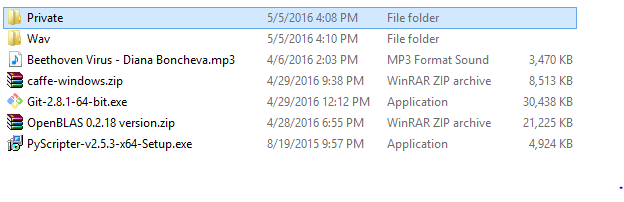 Private 5/5/2016 4:08 PM File folder
Wav 5/5/2016 4:10 PM File folder
Beethoven Virus - Diana Boncheva.mp3 4/6/2016 2:03 PM MP3 Format Sound 3,470 KB
caffe-windows.zip 4/29/2016 9:38 PM WinRAR ZIP archive 8,513 KB
Git-2.8.1-64-bit.exe 4/29/2016 12:12 PM Application 30,438 KB
OpenBLAS 0.2.18 version.zip 4/28/2016 6:55 PM WinRAR ZIP archive 21,225 KB
PyScripter-v2.5.3-x64-Setup.exe 8/19/2015 9:57 PM Application 4,924 KB